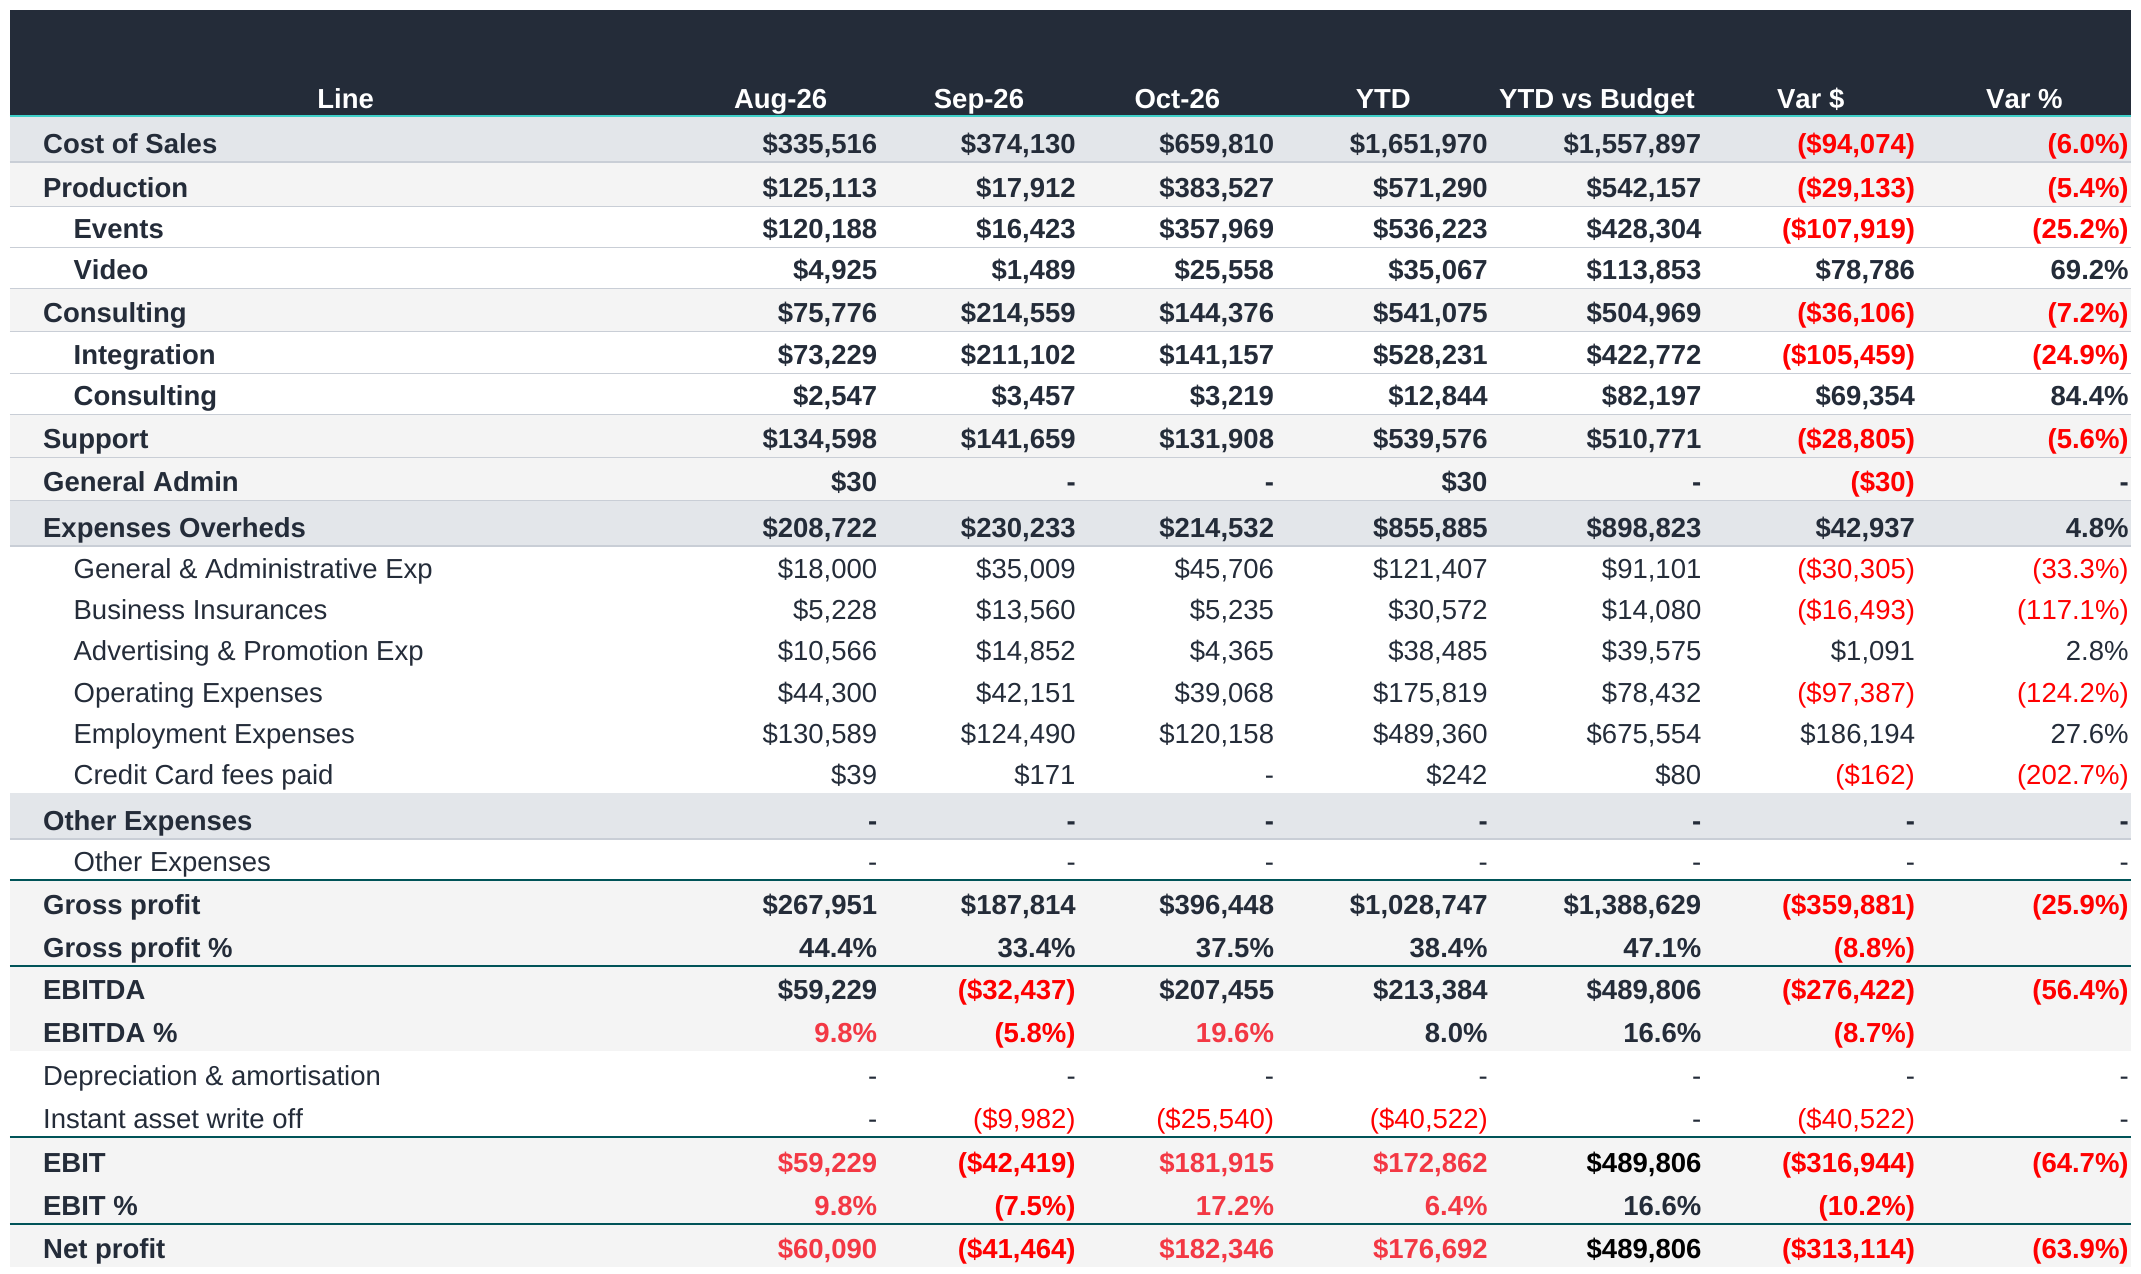 Line Aug-26 Sep-26 Oct-26 YTD YTD vs Budget Var $ Var %
Cost of Sales $335,516 $374,130 $659,810 $1,651,970 $1,557,897 ($94,074) (6.0%)
Production $125,113 $17,912 $383,527 $571,290 $542,157 ($29,133) (5.4%)
Events $120,188 $16,423 $357,969 $536,223 $428,304 ($107,919) (25.2%)
Video $4,925 $1,489 $25,558 $35,067 $113,853 $78,786 69.2%
Consulting $75,776 $214,559 $144,376 $541,075 $504,969 ($36,106) (7.2%)
Integration $73,229 $211,102 $141,157 $528,231 $422,772 ($105,459) (24.9%)
Consulting $2,547 $3,457 $3,219 $12,844 $82,197 $69,354 84.4%
Support $134,598 $141,659 $131,908 $539,576 $510,771 ($28,805) (5.6%)
General Admin $30 - - $30 - ($30) -
Expenses Overheds $208,722 $230,233 $214,532 $855,885 $898,823 $42,937 4.8%
General & Administrative Exp $18,000 $35,009 $45,706 $121,407 $91,101 ($30,305) (33.3%)
Business Insurances $5,228 $13,560 $5,235 $30,572 $14,080 ($16,493) (117.1%)
Advertising & Promotion Exp $10,566 $14,852 $4,365 $38,485 $39,575 $1,091 2.8%
Operating Expenses $44,300 $42,151 $39,068 $175,819 $78,432 ($97,387) (124.2%)
Employment Expenses $130,589 $124,490 $120,158 $489,360 $675,554 $186,194 27.6%
Credit Card fees paid $39 $171 - $242 $80 ($162) (202.7%)
Other Expenses - - - - - - -
Other Expenses - - - - - - -
Gross profit $267,951 $187,814 $396,448 $1,028,747 $1,388,629 ($359,881) (25.9%)
Gross profit % 44.4% 33.4% 37.5% 38.4% 47.1% (8.8%)
EBITDA $59,229 ($32,437) $207,455 $213,384 $489,806 ($276,422) (56.4%)
EBITDA % 9.8% (5.8%) 19.6% 8.0% 16.6% (8.7%)
Depreciation & amortisation - - - - - - -
Instant asset write off - ($9,982) ($25,540) ($40,522) - ($40,522) -
EBIT $59,229 ($42,419) $181,915 $172,862 $489,806 ($316,944) (64.7%)
EBIT % 9.8% (7.5%) 17.2% 6.4% 16.6% (10.2%)
Net profit $60,090 ($41,464) $182,346 $176,692 $489,806 ($313,114) (63.9%)